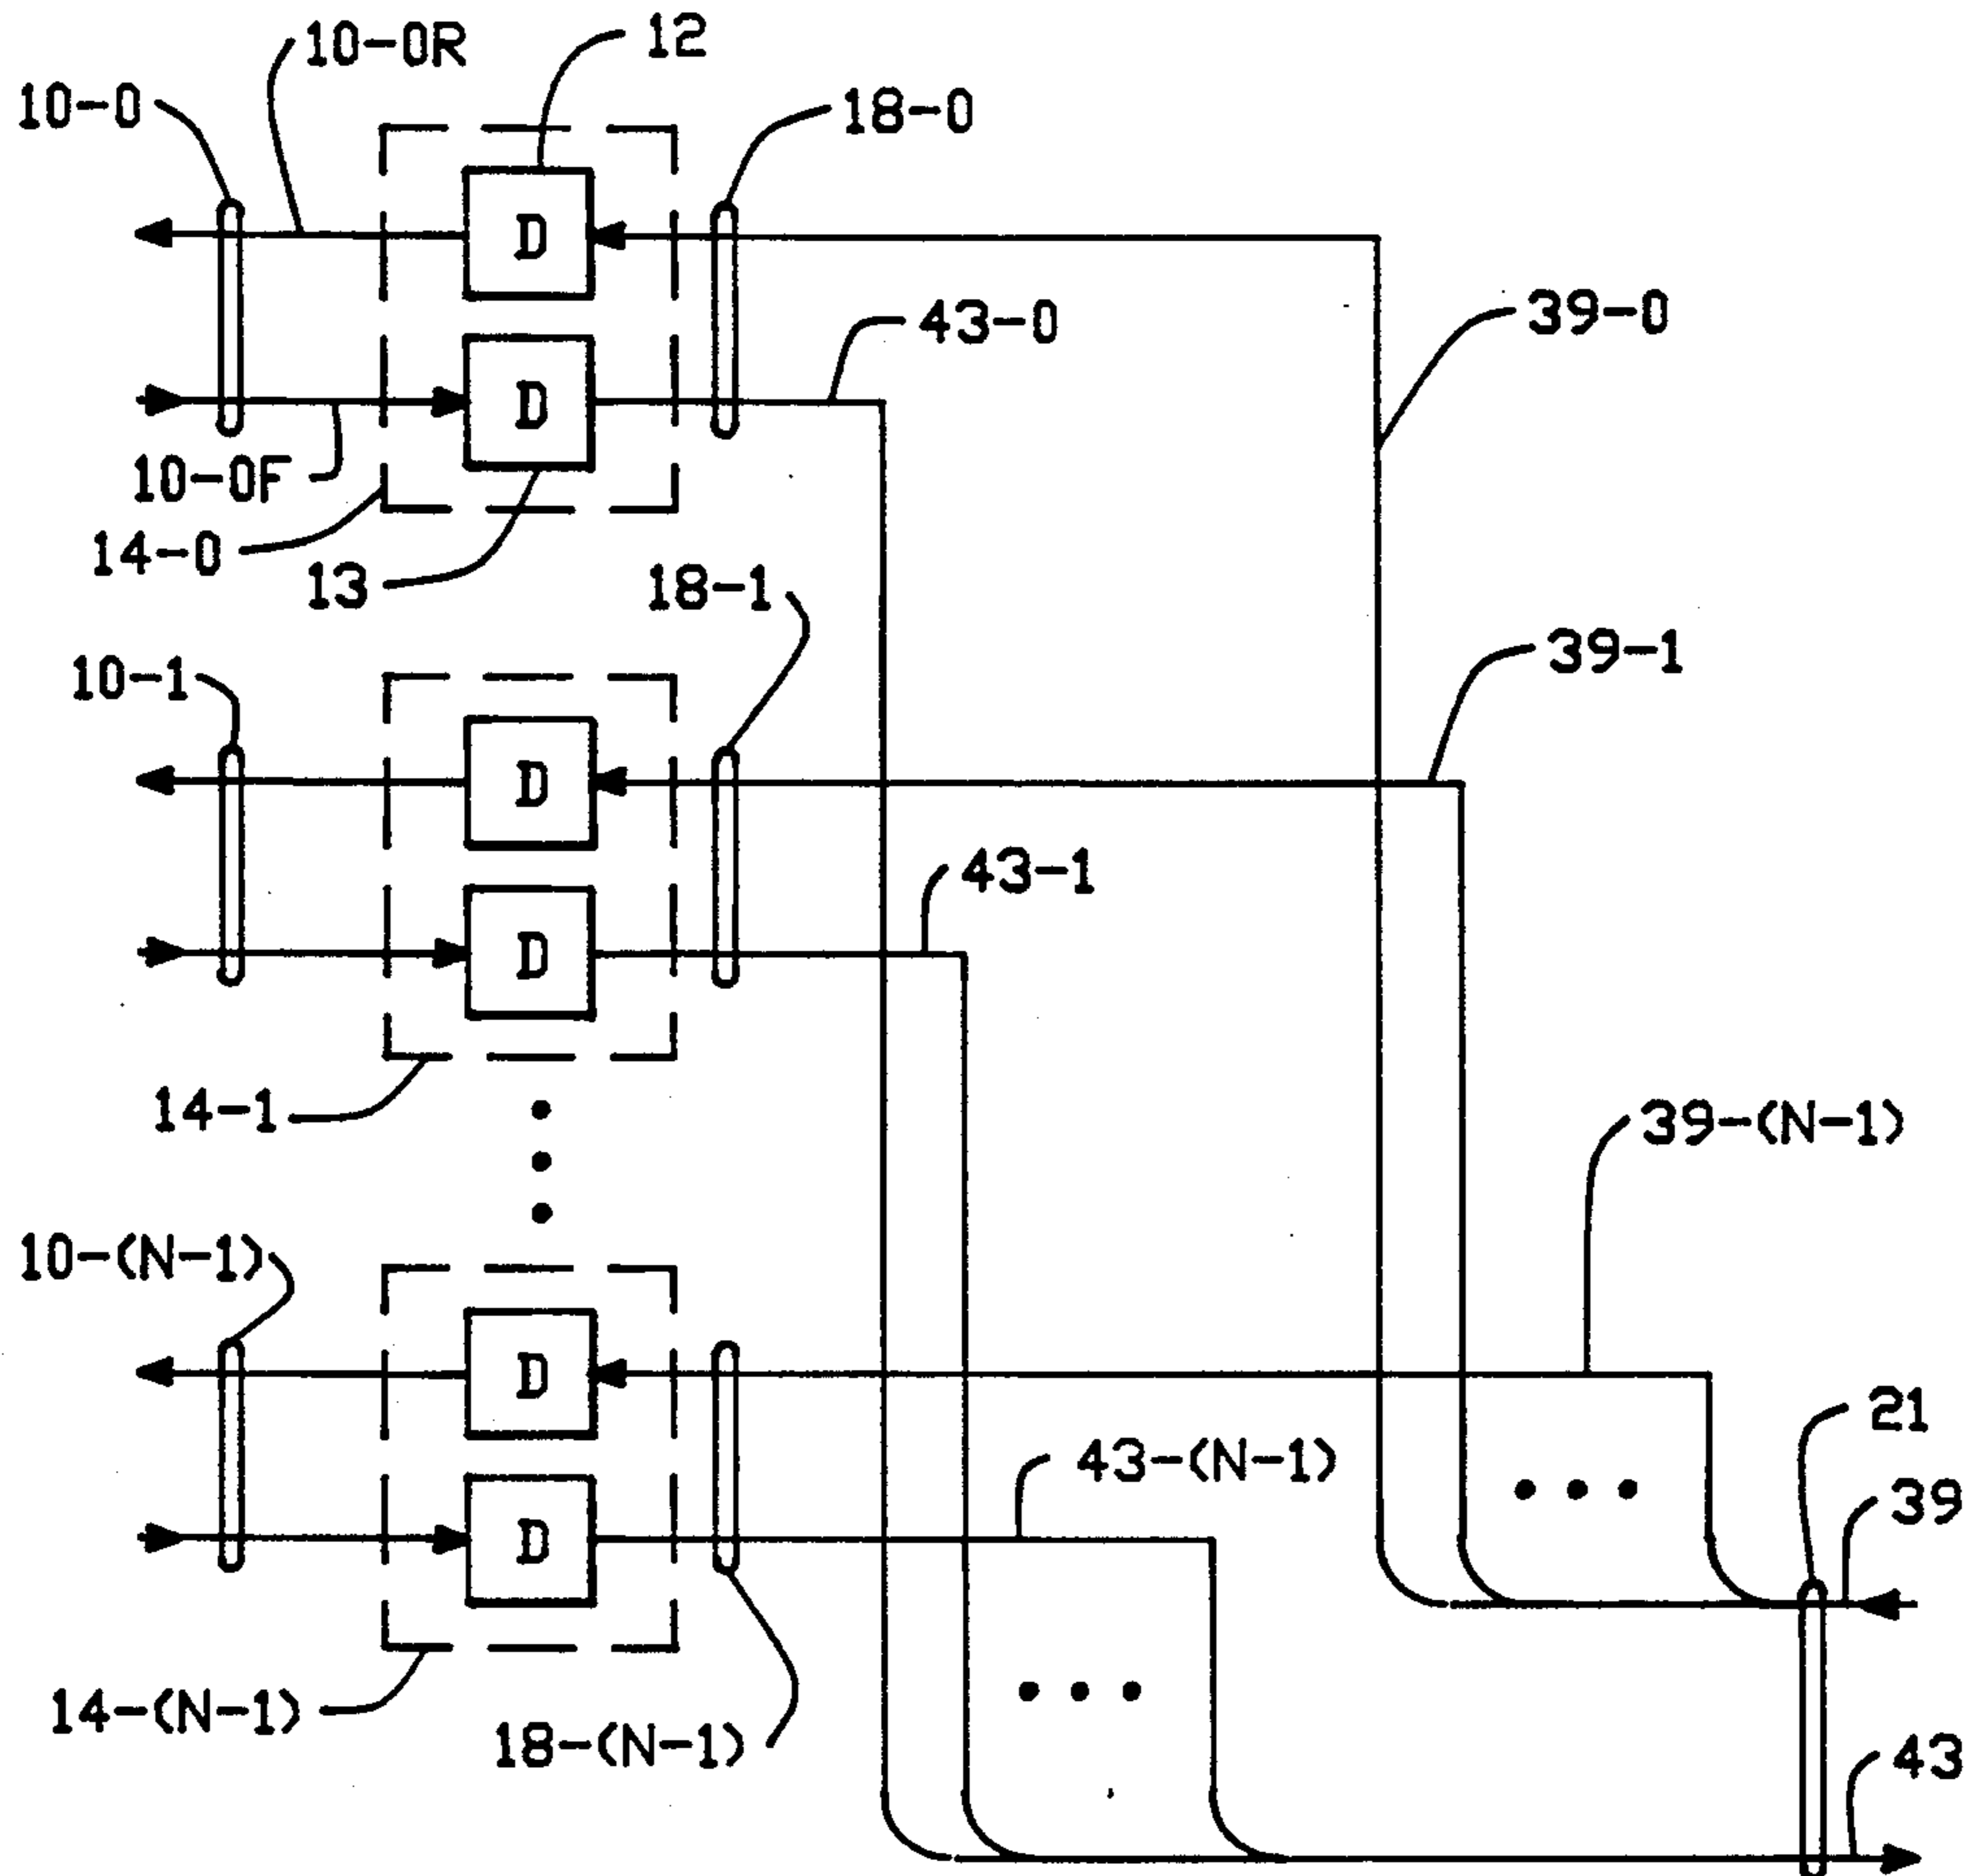 10-0R
12
10-0
18-0
D
39-0
43-0
D
10-0F
14-0
13
18-1
39-1
10-1
D
43-1
D
14-1
39-(N-1)
10-(N-1)
D
21
43-(N-1)
39
D
14-(N-1)
18-(N-1)
43